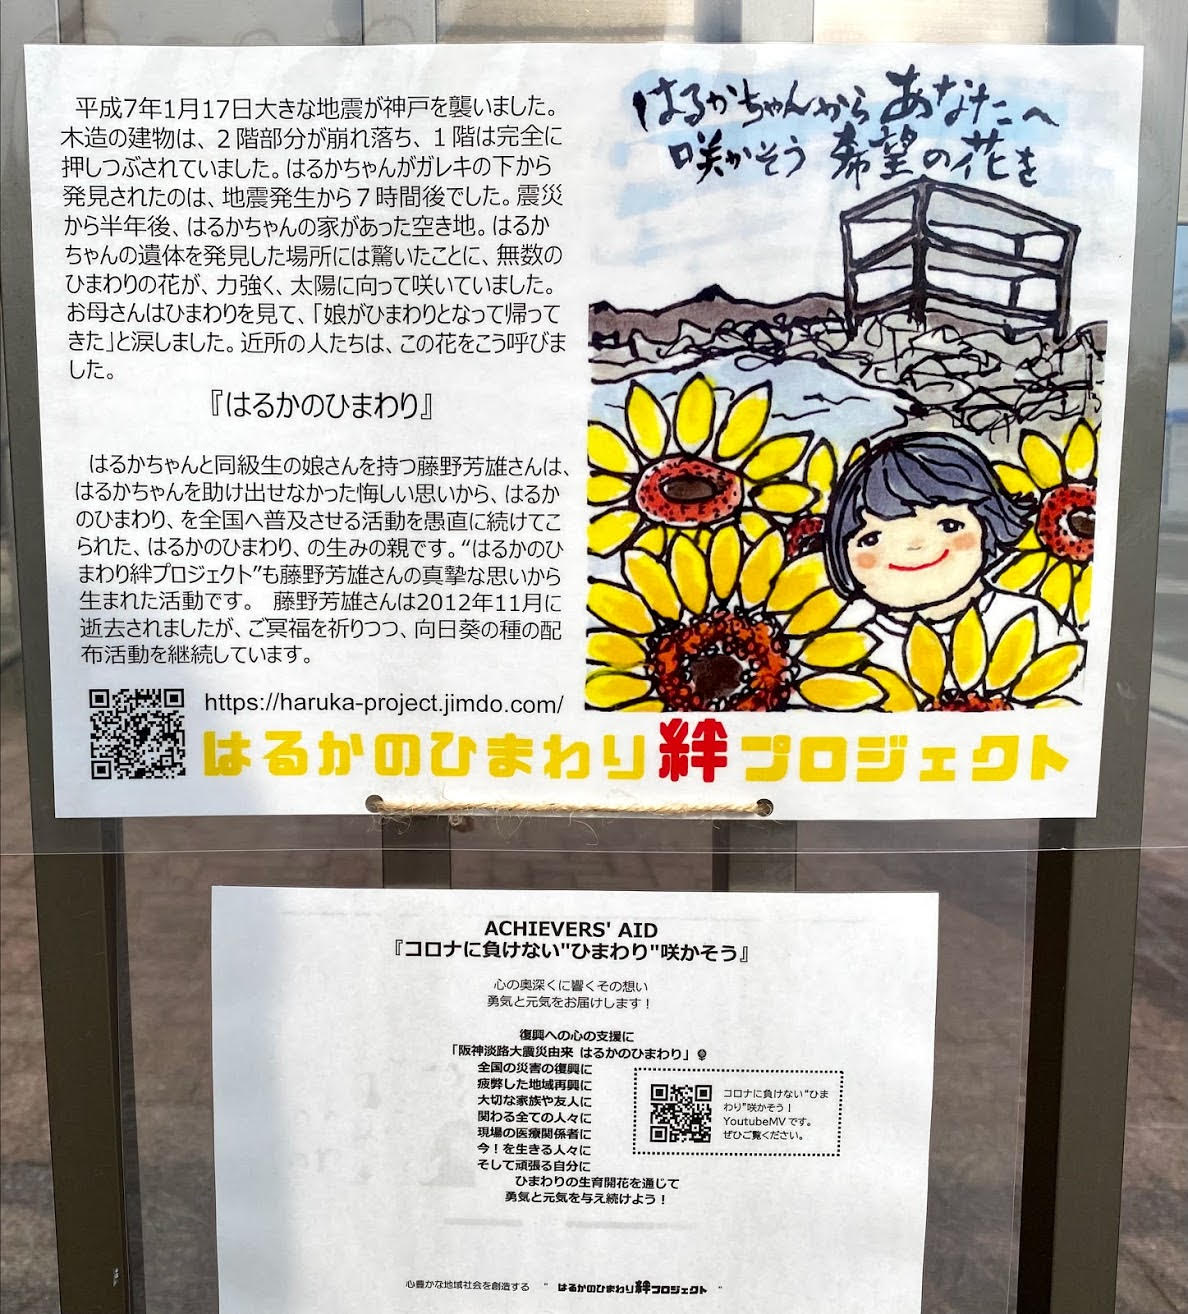 平成7年1月17日大きな地震が神戸を襲いました。
木造の建物は、２階部分が崩れ落ち、１階は完全に
押しつぶされていました。はるかちゃんがガレキの下から
発見されたのは、地震発生から７時間後でした。震災
から半年後、はるかちゃんの家があった空き地。はるか
ちゃんの遺体を発見した場所には驚いたことに、無数の
ひまわりの花が、力強く、太陽に向って咲いていました。
お母さんはひまわりを見て、「娘がひまわりとなって帰って
きた」と涙しました。近所の人たちは、この花をこう呼びま
した。
『はるかのひまわり』
はるかちゃんと同級生の娘さんを持つ藤野芳雄さんは、
はるかちゃんを助け出せなかった悔しい思いから、はるか
のひまわり、を全国へ普及させる活動を愚直に続けてこ
られた、はるかのひまわり、の生みの親です。“はるかのひ
まわり絆プロジェクト”も藤野芳雄さんの真摯な思いから
生まれた活動です。　藤野芳雄さんは2012年11月に
逝去されましたが、ご冥福を祈りつつ、向日葵の種の配
布活動を継続しています。
https://haruka-project.jimdo.com/
はるかちゃんから あなたへ
咲かそう 希望の花を
はるかのひまわり絆プロジェクト
ACHIEVERS' AID
『コロナに負けない"ひまわり"咲かそう』
心の奥深くに響くその想い
勇気と元気をお届けします！
復興への心の支援に
「阪神淡路大震災由来 はるかのひまわり」🌻
全国の災害の復興に
疲弊した地域再興に
大切な家族や友人に
関わる全ての人々に
現場の医療関係者に
今！を生きる人々に
そして頑張る自分に
ひまわりの生育開花を通じて
勇気と元気を与え続けよう！
コロナに負けない"ひま
わり"咲かそう！
YoutubeMVです。
ぜひご覧ください。
心豊かな地域社会を創造する　"　はるかのひまわり絆プロジェクト　"